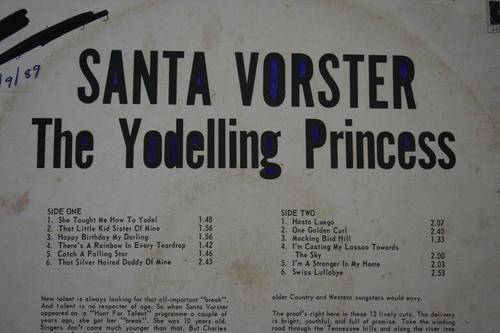 /9/89
SANTA VORSTER
The Yodelling Princess
SIDE ONE
1. She Taught Me How To Yodel 1.48
2. That Little Kid Sister Of Mine 1.56
3. Happy Birthday My Darling 1.56
4. There's A Rainbow In Every Teardrop 1.42
5. Catch A Falling Star 1.46
6. That Silver Haired Daddy Of Mine 2.43
SIDE TWO
1. Hasta Luego 2.07
2. One Golden Curl 2.40
3. Mocking Bird Hill 1.33
4. I'm Casting My Lassoo Towards
The Sky 2.00
5. I'm A Stranger In My Home 2.03
6. Swiss Lullabye 2.53
New talent is always looking for that all-important "break".
And talent is no respecter of age. So when Santa Vorster
appeared on a "Hunt For Talent" programme a couple of
years ago, she got her "break". She was 10 years old.
Singers don't come much younger than that. But Charles
older Country and Western songsters would envy.
The proof's right here in these 12 lively cuts. The delivery
is bright, youthful, and full of promise. Take the winding
road through the Tennessee hills and along the river into